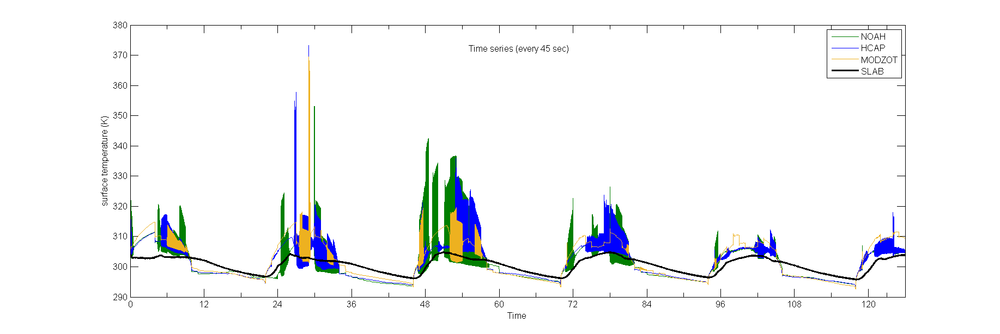 Time series (every 45 sec)
NOAH
HCAP
MODZOT
SLAB
surface temperature (K)
380
370
360
350
340
330
320
310
300
290
0 12 24 36 48 60 72 84 96 108 120
Time